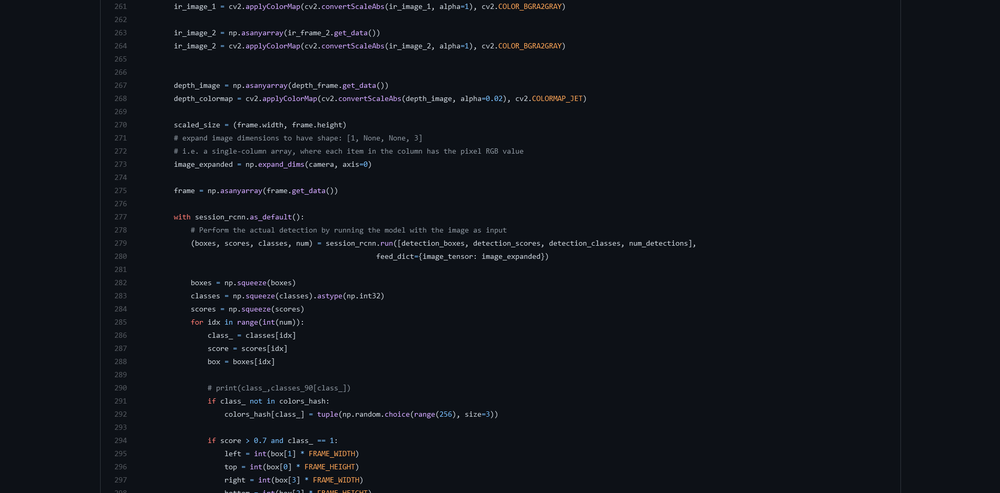 261 ir_image_1 = cv2.applyColorMap(cv2.convertScaleAbs(ir_image_1, alpha=1), cv2.COLOR_BGRA2GRAY)
262
263 ir_image_2 = np.asanyarray(ir_frame_2.get_data())
264 ir_image_2 = cv2.applyColorMap(cv2.convertScaleAbs(ir_image_2, alpha=1), cv2.COLOR_BGRA2GRAY)
265
266
267 depth_image = np.asanyarray(depth_frame.get_data())
268 depth_colormap = cv2.applyColorMap(cv2.convertScaleAbs(depth_image, alpha=0.02), cv2.COLORMAP_JET)
269
270 scaled_size = (frame.width, frame.height)
271 # expand image dimensions to have shape: [1, None, None, 3]
272 # i.e. a single-column array, where each item in the column has the pixel RGB value
273 image_expanded = np.expand_dims(camera, axis=0)
274
275 frame = np.asanyarray(frame.get_data())
276
277 with session_rcnn.as_default():
278 # Perform the actual detection by running the model with the image as input
279 (boxes, scores, classes, num) = session_rcnn.run([detection_boxes, detection_scores, detection_classes, num_detections],
280 feed_dict={image_tensor: image_expanded})
281
282 boxes = np.squeeze(boxes)
283 classes = np.squeeze(classes).astype(np.int32)
284 scores = np.squeeze(scores)
285 for idx in range(int(num)):
286 class_ = classes[idx]
287 score = scores[idx]
288 box = boxes[idx]
289
290 # print(class_,classes_90[class_])
291 if class_ not in colors_hash:
292 colors_hash[class_] = tuple(np.random.choice(range(256), size=3))
293
294 if score > 0.7 and class_ == 1:
295 left = int(box[1] * FRAME_WIDTH)
296 top = int(box[0] * FRAME_HEIGHT)
297 right = int(box[3] * FRAME_WIDTH)
298 bottom = int(box[2] * FRAME_HEIGHT)